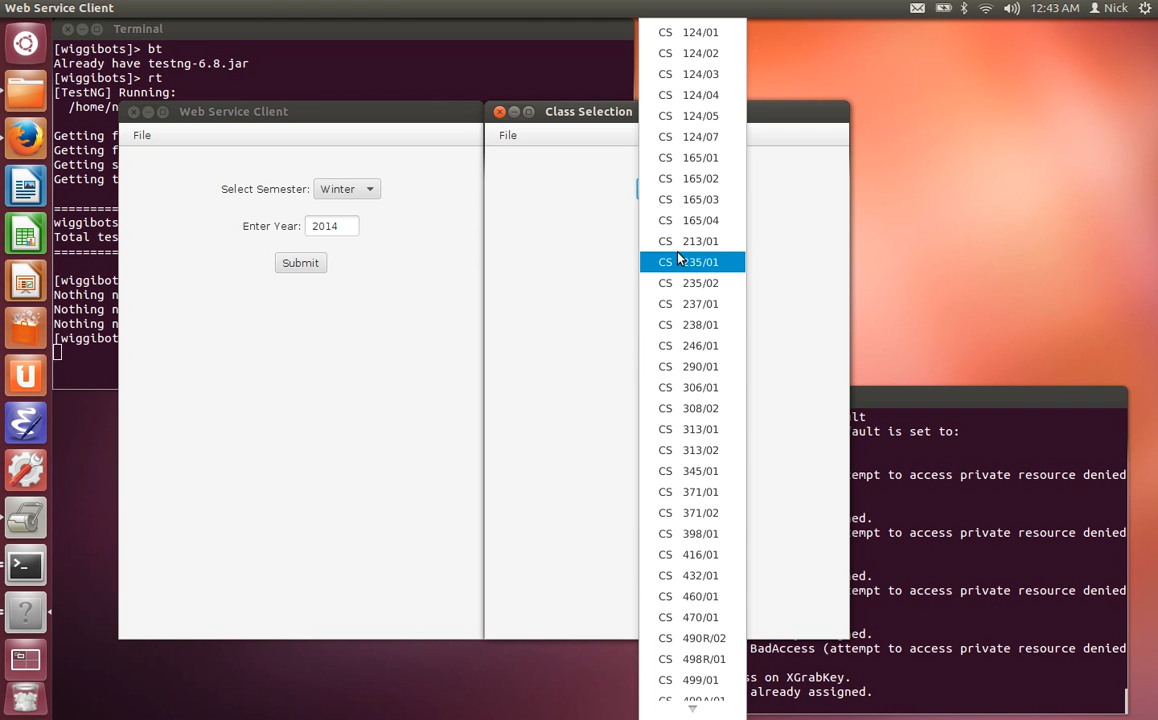 Web Service Client
12:43 AM
Nick
Terminal
[wiggibots]> bt
Already have testng-6.8.jar
[wiggibots]> rt
[TestNG] Running:
/home/n
Getting f
Getting f
Getting s
Getting t
wiggibots
Total tes
[wiggibot
Nothing n
Nothing n
Nothing n
[wiggibot
Web Service Client
File
Select Semester: Winter
Enter Year: 2014
Submit
Class Selection
File
CS 124/01
CS 124/02
CS 124/03
CS 124/04
CS 124/05
CS 124/07
CS 165/01
CS 165/02
CS 165/03
CS 165/04
CS 213/01
CS 235/01
CS 235/02
CS 237/01
CS 238/01
CS 246/01
CS 290/01
CS 306/01
CS 308/02
CS 313/01
CS 313/02
CS 345/01
CS 371/01
CS 371/02
CS 398/01
CS 416/01
CS 432/01
CS 460/01
CS 470/01
CS 490R/02
CS 498R/01
CS 499/01
CS 499A/01
lt
ault is set to:
tempt to access private resource denied
ed.
tempt to access private resource denied
ed.
tempt to access private resource denied
ed.
BadAccess (attempt to access private resource denied
ss on XGrabKey.
already assigned.